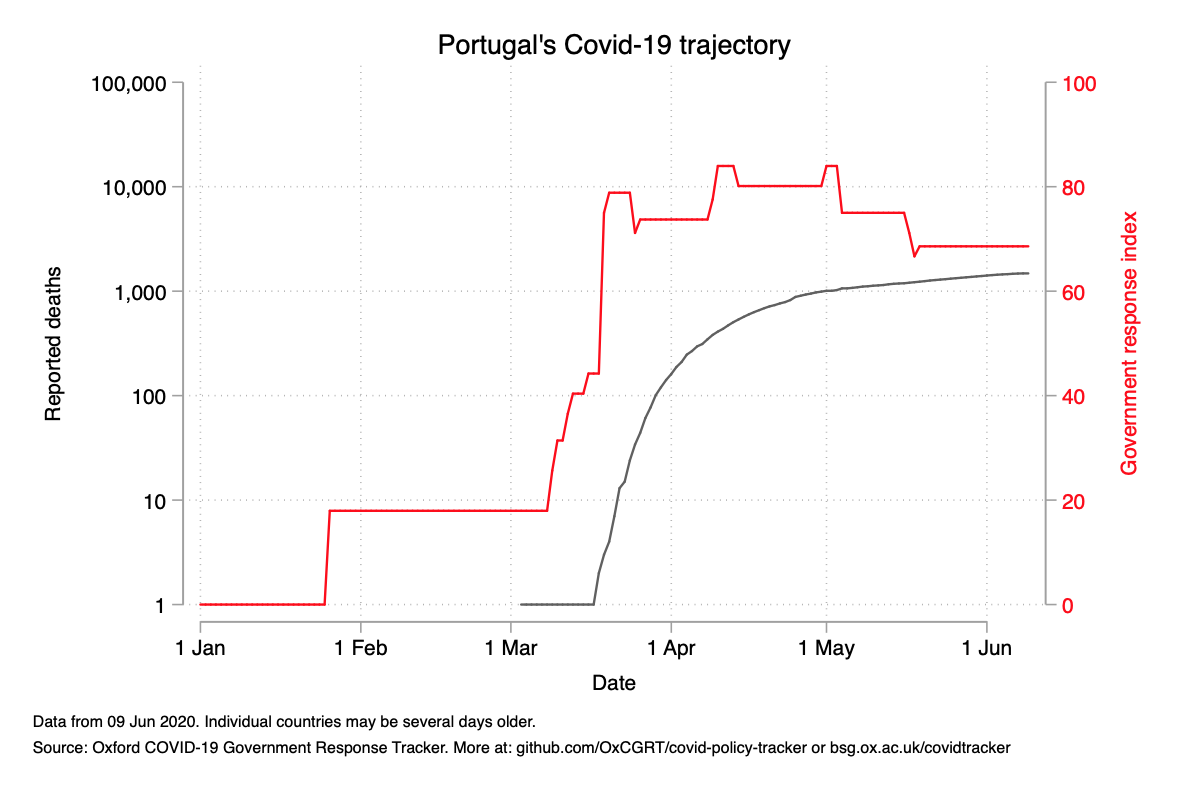 Portugal's Covid-19 trajectory
100,000
10,000
1,000
100
10
1
Reported deaths
100
80
60
40
20
0
Government response index
1 Jan 1 Feb 1 Mar 1 Apr 1 May 1 Jun
Date
Data from 09 Jun 2020. Individual countries may be several days older.
Source: Oxford COVID-19 Government Response Tracker. More at: github.com/OxCGRT/covid-policy-tracker or bsg.ox.ac.uk/covidtracker